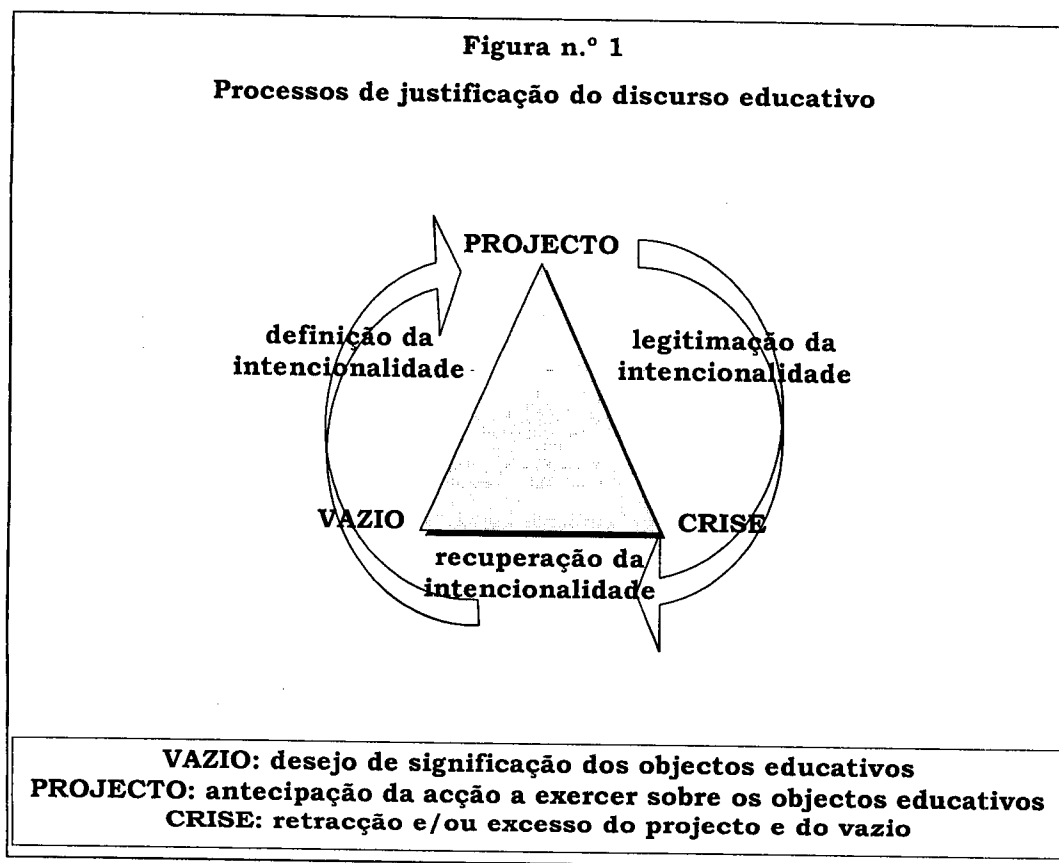 Figura n.º 1
Processos de justificação do discurso educativo
PROJECTO
definição da
intencionalidade
legitimação da
intencionalidade
VAZIO
CRISE
recuperação da
intencionalidade
VAZIO: desejo de significação dos objectos educativos
PROJECTO: antecipação da acção a exercer sobre os objectos educativos
CRISE: retracção e/ou excesso do projecto e do vazio